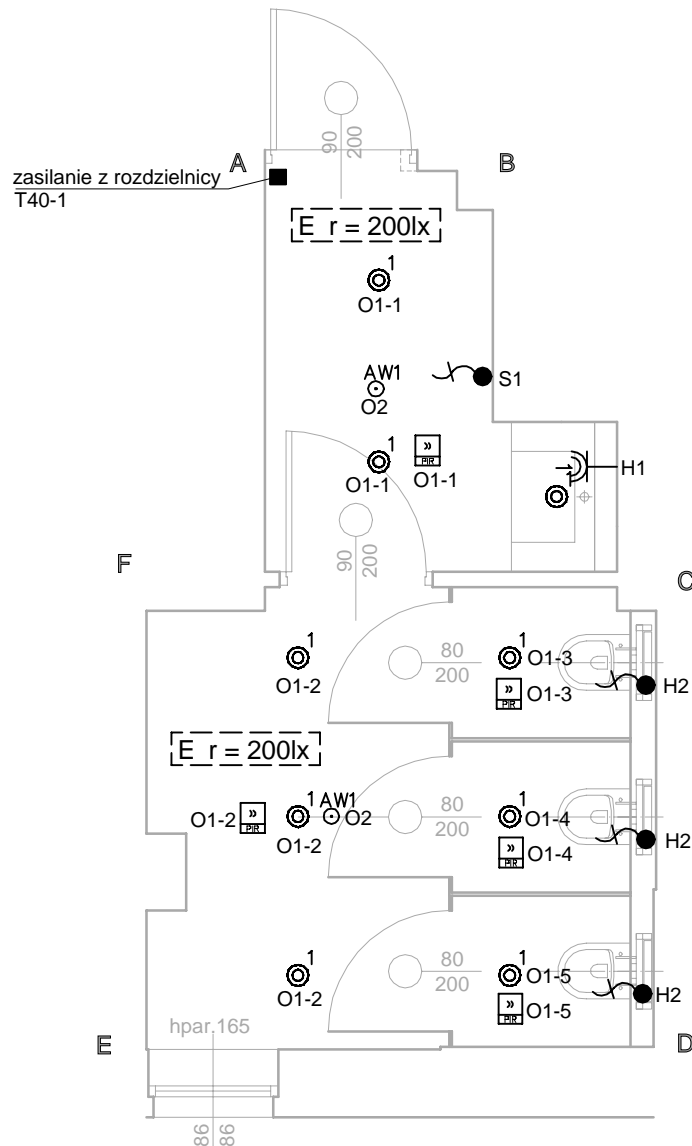 90
200
A
B
zasilanie z rozdzielnicy
T40-1
E r = 200lx
1
O1-1
AW1
O2
S1
1
O1-1
»
PIR
O1-1
1
H1
90
200
F
C
1
O1-2
80
200
1
O1-3
»
PIR
O1-3
H2
E r = 200lx
O1-2
»
PIR
1
O1-2
AW1
O2
80
200
1
O1-4
»
PIR
O1-4
H2
1
O1-2
80
200
1
O1-5
»
PIR
O1-5
H2
hpar.165
E
D
86
86